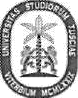 UNIVERSITAS STUDIORUM TUSCIAE
VITERBIUM MCMLXXIX